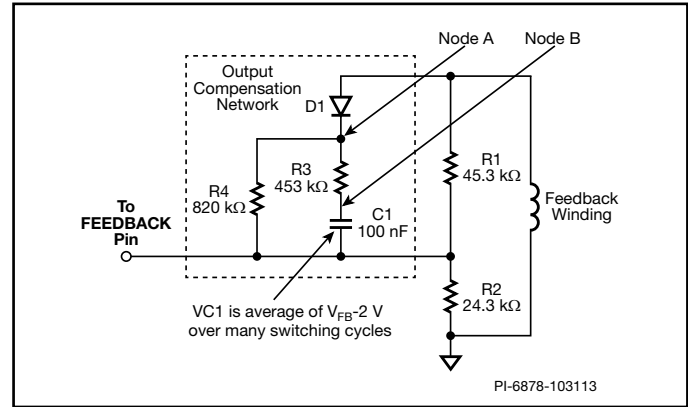 Node A
Node B
Output
Compensation
Network
D1
R3
453 kΩ
R4
820 kΩ
C1
100 nF
R1
45.3 kΩ
Feedback
Winding
To
FEEDBACK
Pin
R2
24.3 kΩ
VC1 is average of VFB-2 V
over many switching cycles
PI-6878-103113